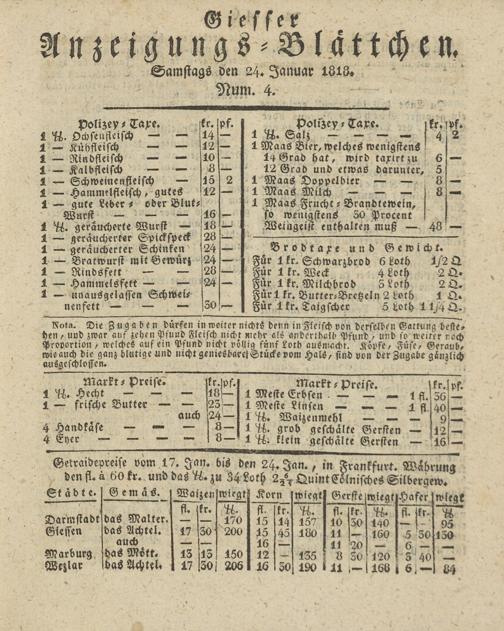 Giesser
Anzeigungs-Blättchen.
Samstags den 24. Januar 1818.
Num. 4.
Polizey-Taxe. kr. pf.
1 ℔. Ochsenfleisch — — 14 —
1 — Kühfleisch — — 12 —
1 — Rindfleisch — — 10 —
1 — Kalbfleisch — — 8 —
1 — Schweinenfleisch — 15 2
1 — Hammelfleisch, gutes 12 —
1 — gute Leber- oder Blut-
Wurst — — 16 —
1 ℔. geräucherte Wurst — 18 —
1 — geräucherter Spickspeck 28 —
1 — geräucherter Schinken 24 —
1 — Bratwurst mit Gewürz 24 —
1 — Rindsfett — — 28 —
1 — Hammelsfett — — 24 —
1 — unausgelassen Schwei-
nenfett — — 30 —
Polizey-Taxe. kr. pf.
1 ℔. Salz — — — 4 2
1 Maas Bier, welches wenigstens
14 Grad hat, wird taxirt zu 6 —
12 Grad und etwas darunter, 5
1 Maas Doppelbier — — 8 —
1 Maas Milch — — 8 —
1 Maas Frucht-Brandtewein,
so wenigstens 50 Procent
Weingeist enthalten muß — 48 —
Brodtaxe und Gewicht.
Für 1 kr. Schwarzbrod 6 Loth 1/2 Q.
Für 1 kr. Weck 4 Loth 2 Q.
Für 1 kr. Milchbrod 3 Loth 2 Q.
Für 1 kr. Butter-Bretzeln 2 Loth 1 Q.
Für 1 kr. Taigscher 5 Loth 1 1/4 Q.
Nota. Die Zugaben dürfen in weiter nichts denn in Fleisch von derselben Gattung beste-
hen, und zwar auf zehen Pfund Fleisch nicht mehr als anderthalb Pfund, und so weiter nach
Proportion, welches auf ein Pfund nicht völlig fünf Loth ausmacht. Köpfe, Füse, Geraub,
wie auch die ganz blutige und nicht geniesbare Stücke vom Hals, sind von der Zugabe gänzlich
ausgeschlossen.
Markt-Preise. kr. pf.
1 ℔. Hecht — — 18 —
1 — frische Butter — — 23 —
auch 24 —
4 Handkäse — — 8 —
4 Eyer — — — 8 —
Markt-Preise. kr. pf.
1 Meste Erbsen — — — 1 fl. 36 —
1 Meste Linsen — — — 1 fl. 40 —
1 ℔. Waizenmehl — — — 9 —
1 ℔. grob geschälte Gersten — 12 —
1 ℔. klein geschälte Gersten — 16 —
Getraidepreise vom 17. Jan. bis den 24. Jan., in Frankfurt. Währung
den fl. à 60 kr. und das ℔ zu 34 Loth Quint Cölnisches Silbergew.
Städte. Gemäs. Waizen wiegt Korn wiegt Gerste wiegt Hafer wiegt
fl. kr. ℔. fl. kr. ℔. fl. kr. ℔. fl. kr. ℔.
Darmstadt das Malter. — — 170 15 14 157 10 30 140 — — 95
Giessen das Achtel. 17 30 200 15 45 180 11 — 160 5 30 130
auch — — — 16 — — 11 20 6 — —
Marburg das Mött. 13 13 150 12 — 135 8 30 120 3 40 —
Wezlar das Achtel. 17 30 206 16 30 190 11 — 168 6 — 84